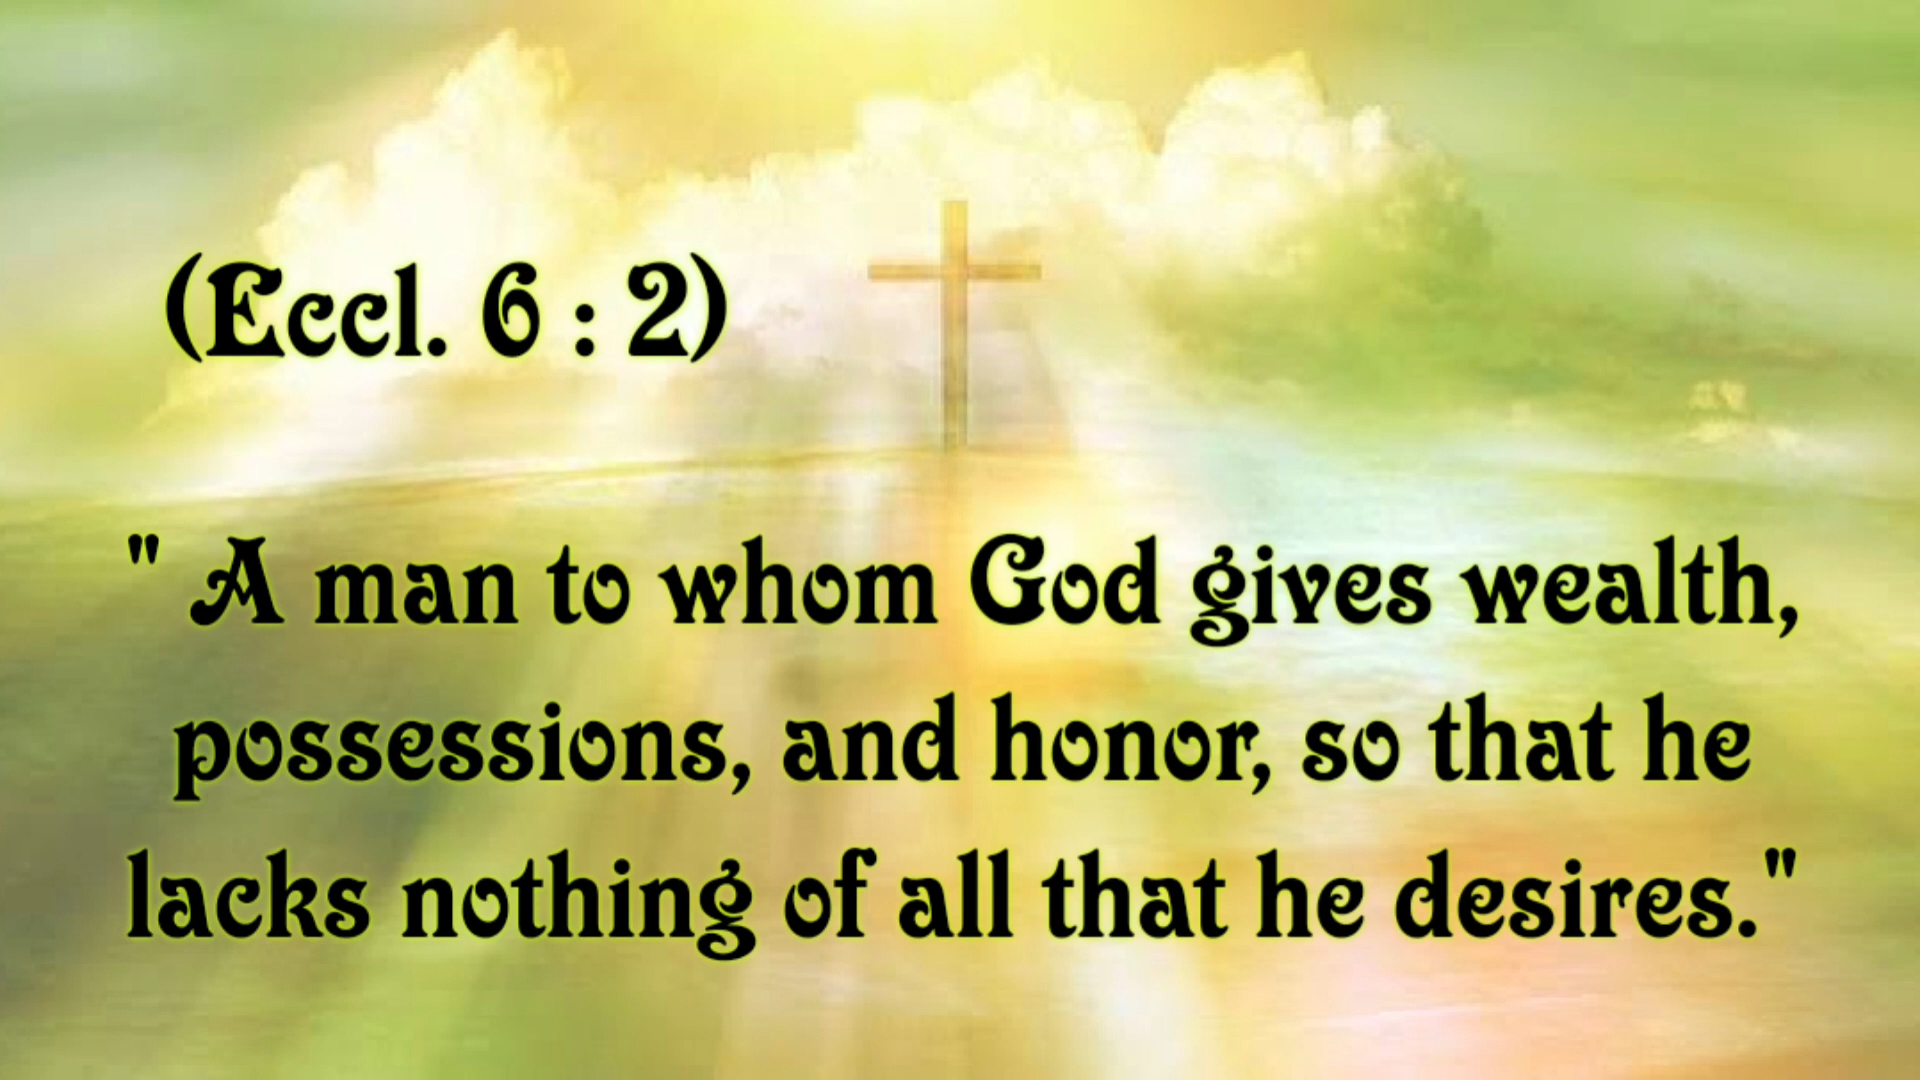 (Eccl. 6 : 2)
" A man to whom God gives wealth,
possessions, and honor, so that he
lacks nothing of all that he desires."